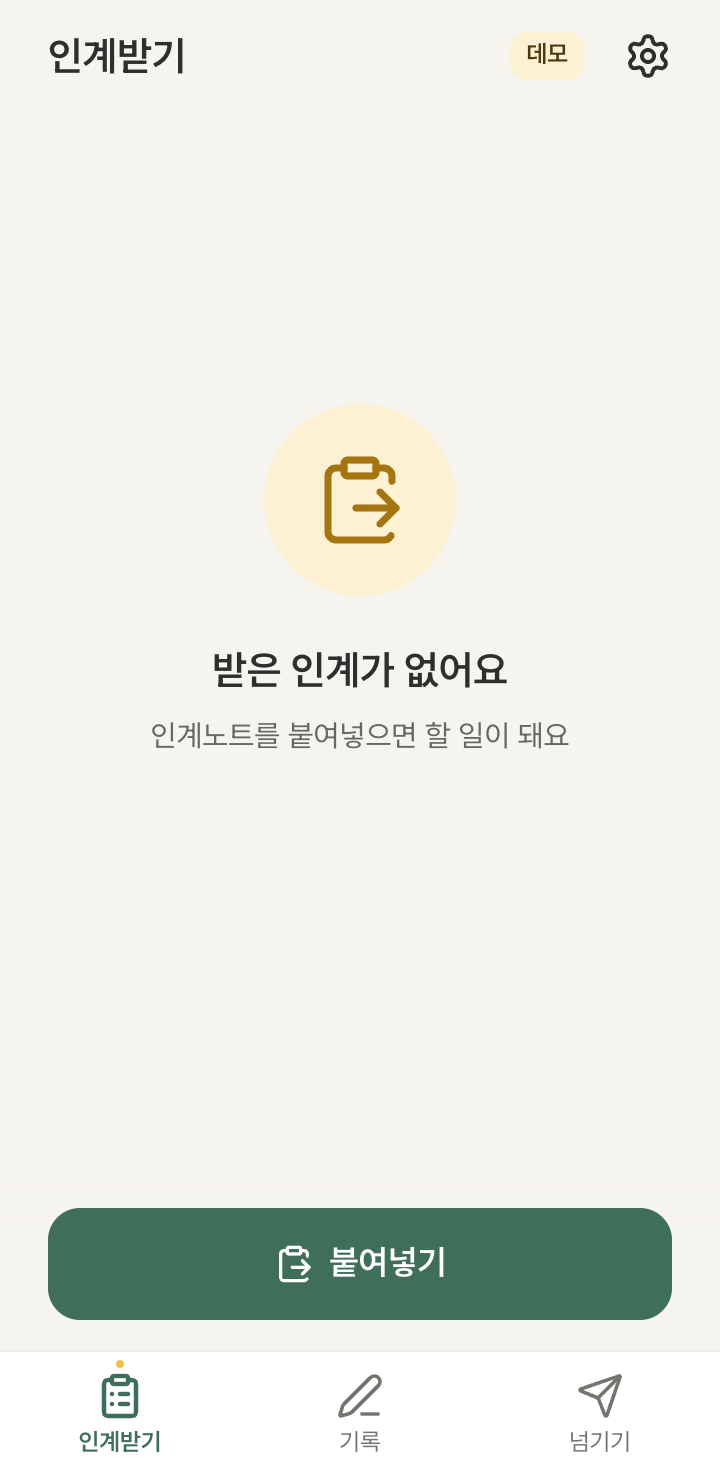 인계받기
데모
받은 인계가 없어요
인계노트를 붙여넣으면 할 일이 돼요
붙여넣기
인계받기
기록
넘기기